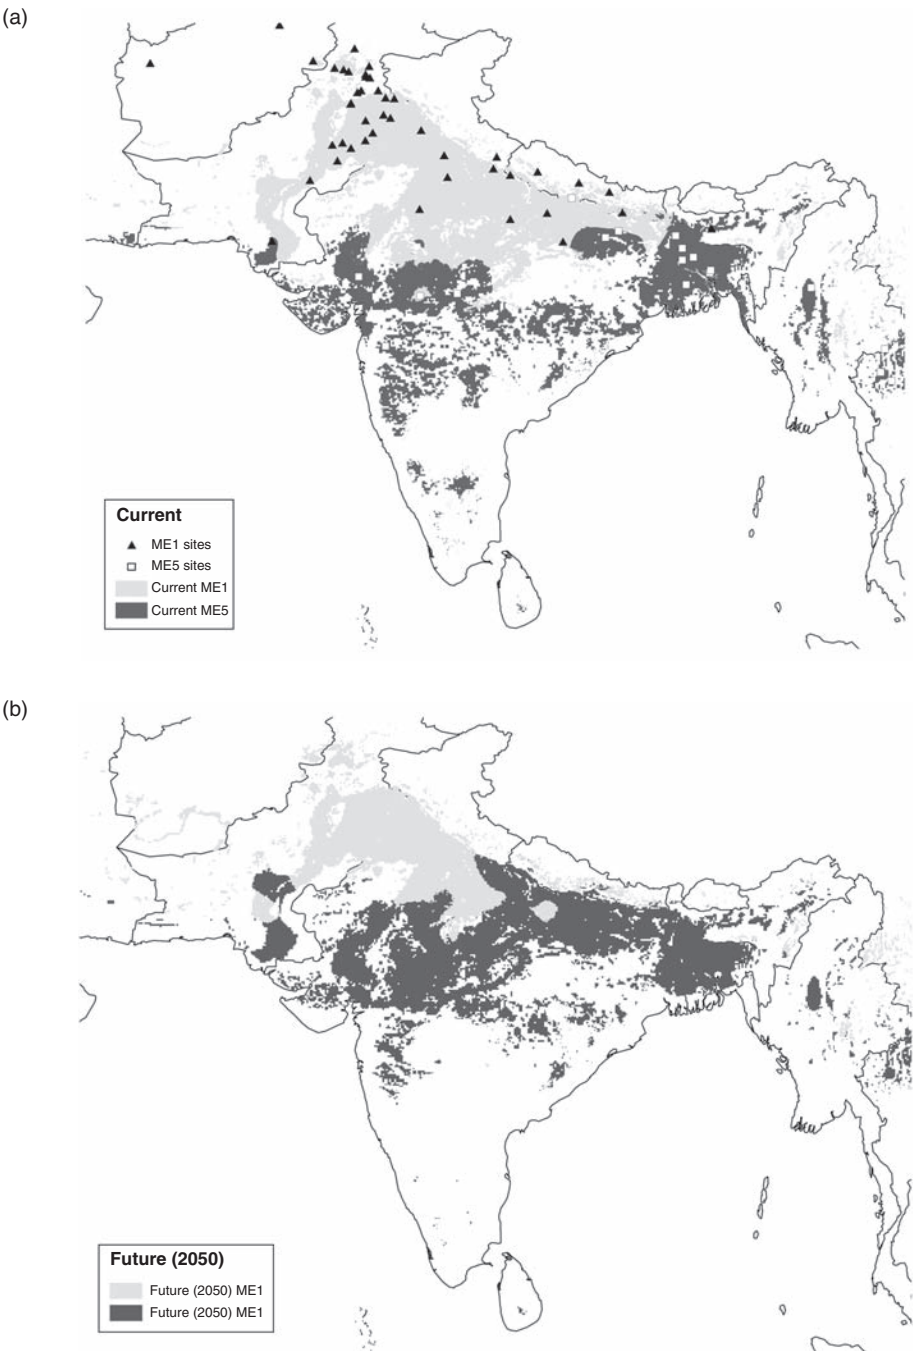 (a)
Current
ME1 sites
ME5 sites
Current ME1
Current ME5
(b)
Future (2050)
Future (2050) ME1
Future (2050) ME1